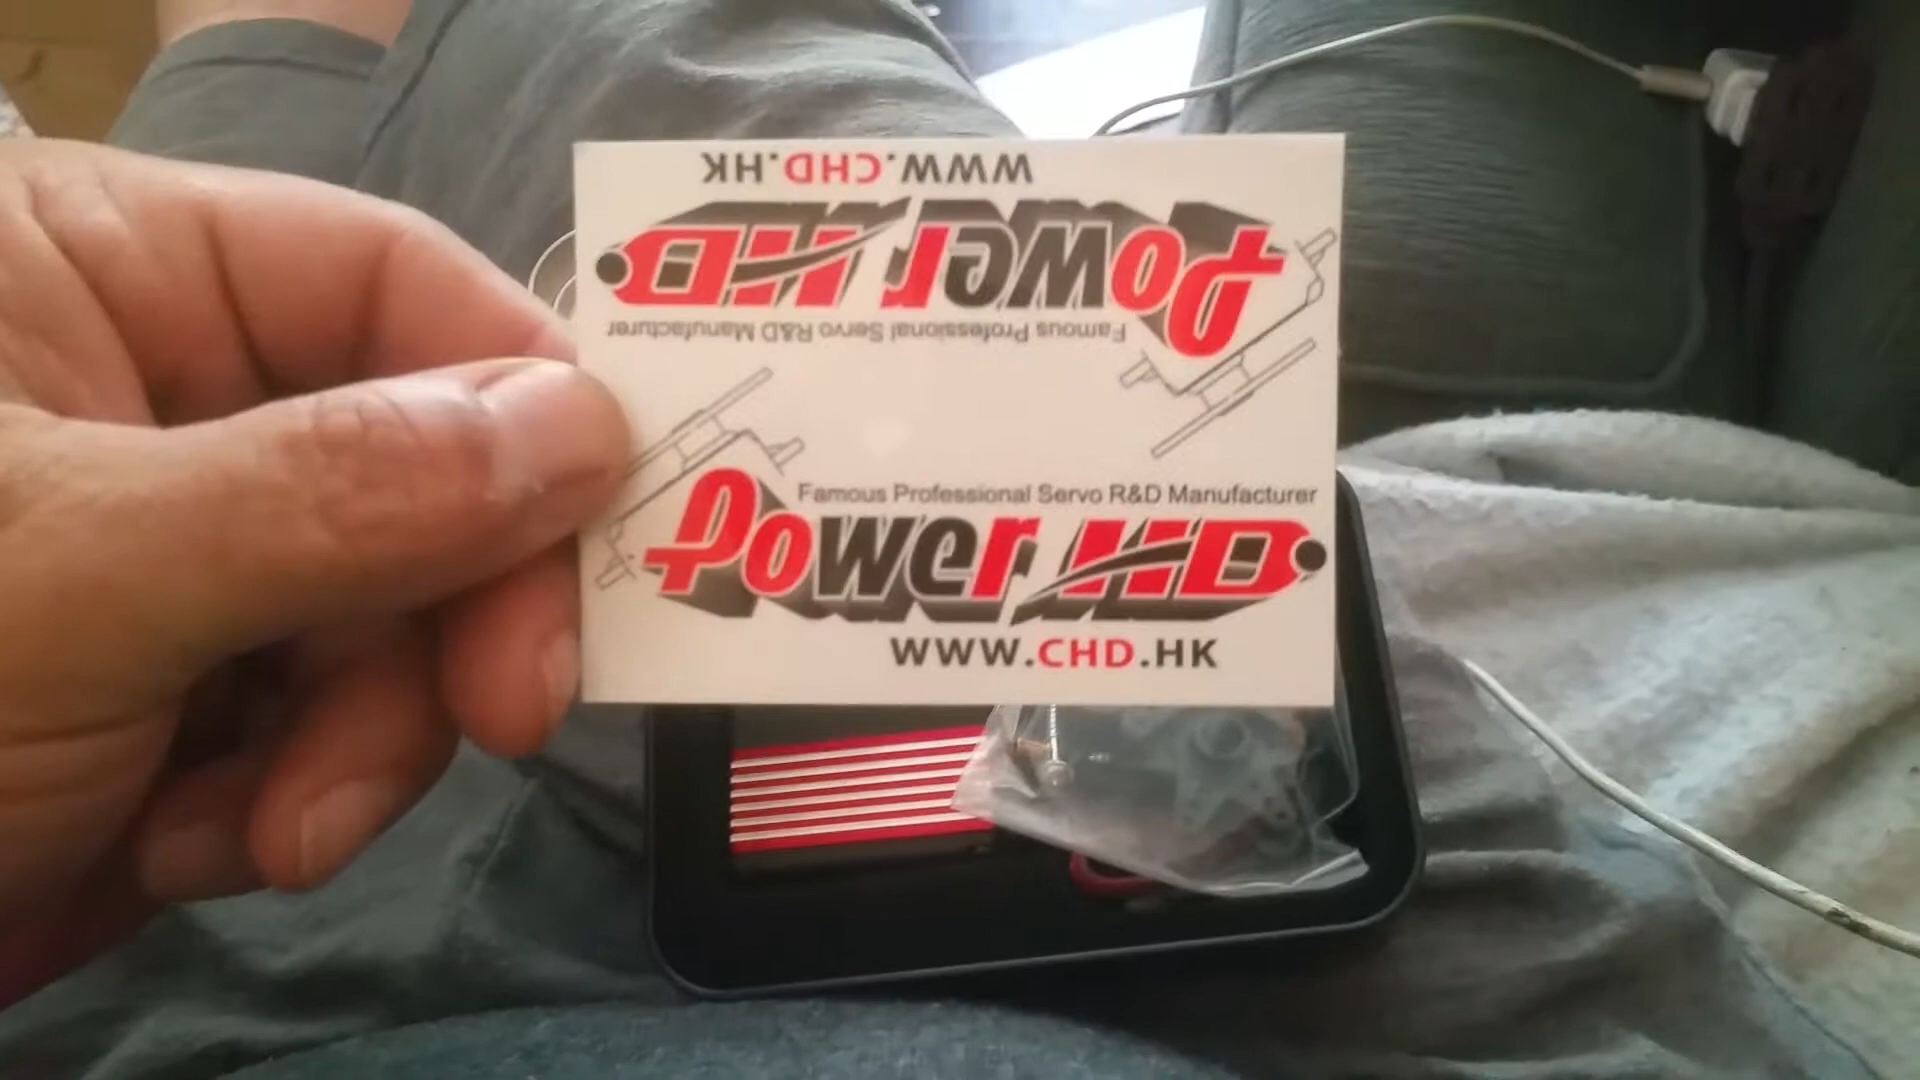 WWW.CHD.HK
Power HD
Famous Professional Servo R&D Manufacturer
Famous Professional Servo R&D Manufacturer
Power HD
WWW.CHD.HK